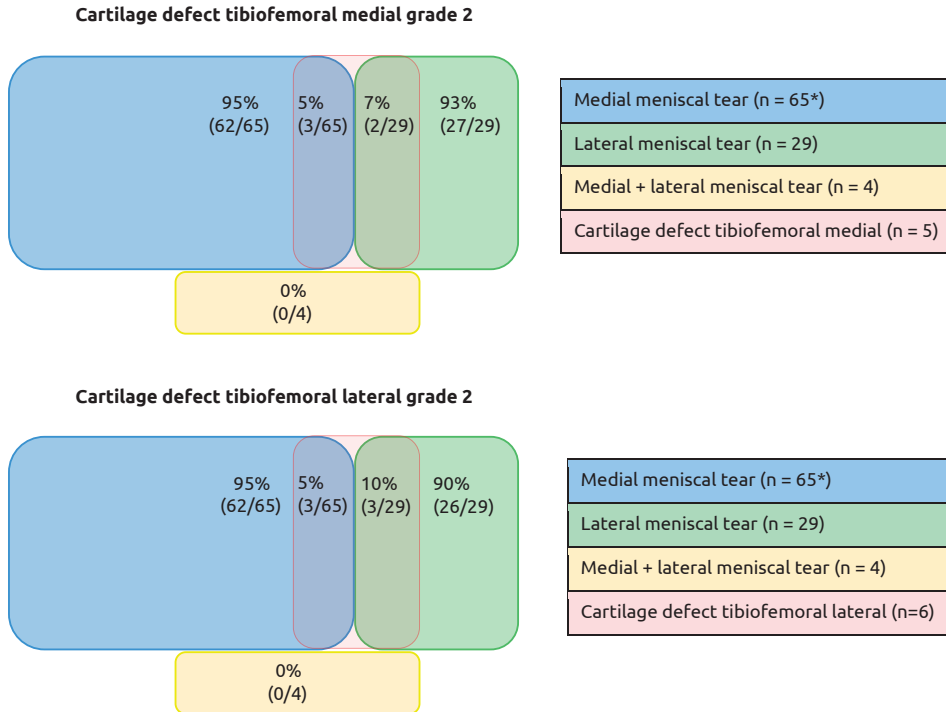 Cartilage defect tibiofemoral medial grade 2
95%
(62/65)
5%
(3/65)
7%
(2/29)
93%
(27/29)
0%
(0/4)
Medial meniscal tear (n = 65*)
Lateral meniscal tear (n = 29)
Medial + lateral meniscal tear (n = 4)
Cartilage defect tibiofemoral medial (n = 5)
Cartilage defect tibiofemoral lateral grade 2
95%
(62/65)
5%
(3/65)
10%
(3/29)
90%
(26/29)
0%
(0/4)
Medial meniscal tear (n = 65*)
Lateral meniscal tear (n = 29)
Medial + lateral meniscal tear (n = 4)
Cartilage defect tibiofemoral lateral (n=6)